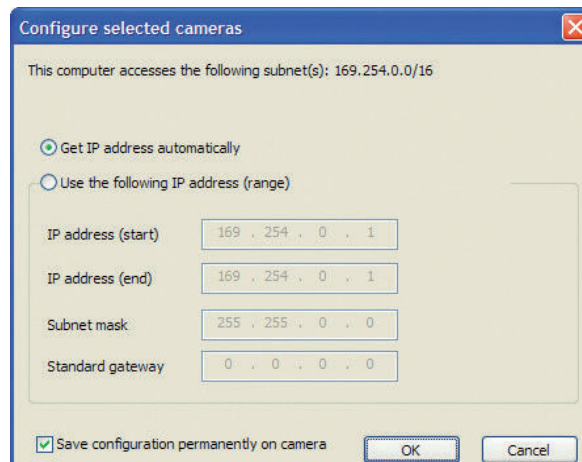 Configure selected cameras
This computer accesses the following subnet(s): 169.254.0.0/16
Get IP address automatically
Use the following IP address (range)
IP address (start) 169 . 254 . 0 . 1
IP address (end) 169 . 254 . 0 . 1
Subnet mask 255 . 255 . 0 . 0
Standard gateway 0 . 0 . 0 . 0
Save configuration permanently on camera OK Cancel